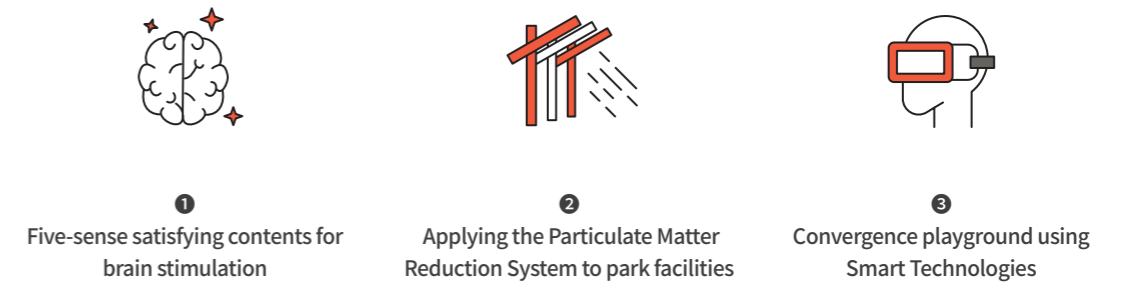 ❶
Five-sense satisfying contents for
brain stimulation
❷
Applying the Particulate Matter
Reduction System to park facilities
❸
Convergence playground using
Smart Technologies